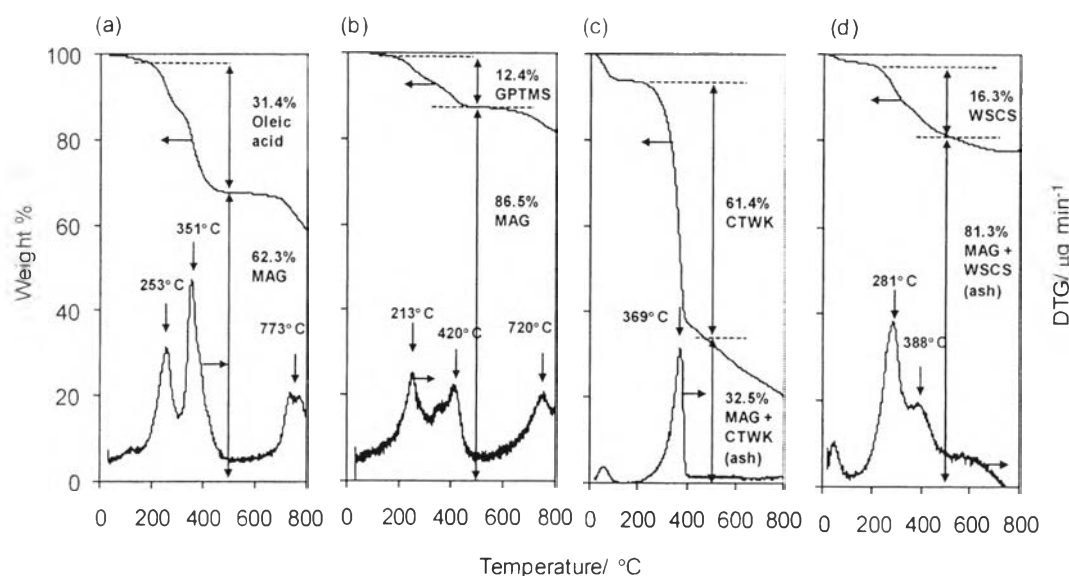 (a)
(b)
(c)
(d)
Weight %
100
80
60
40
20
0
31.4%
Oleic
acid
351°C
62.3%
MAG
253°C
773°C
0 200 400 600 800
12.4%
GPTMS
86.5%
MAG
213°C
420°C
720°C
0 200 400 600 800
61.4%
CTWK
369°C
32.5%
MAG +
CTWK
(ash)
0 200 400 600 800
16.3%
WSCS
81.3%
MAG +
WSCS
(ash)
281°C
388°C
0 200 400 600 800
DTG/ µg min⁻¹
Temperature/ °C